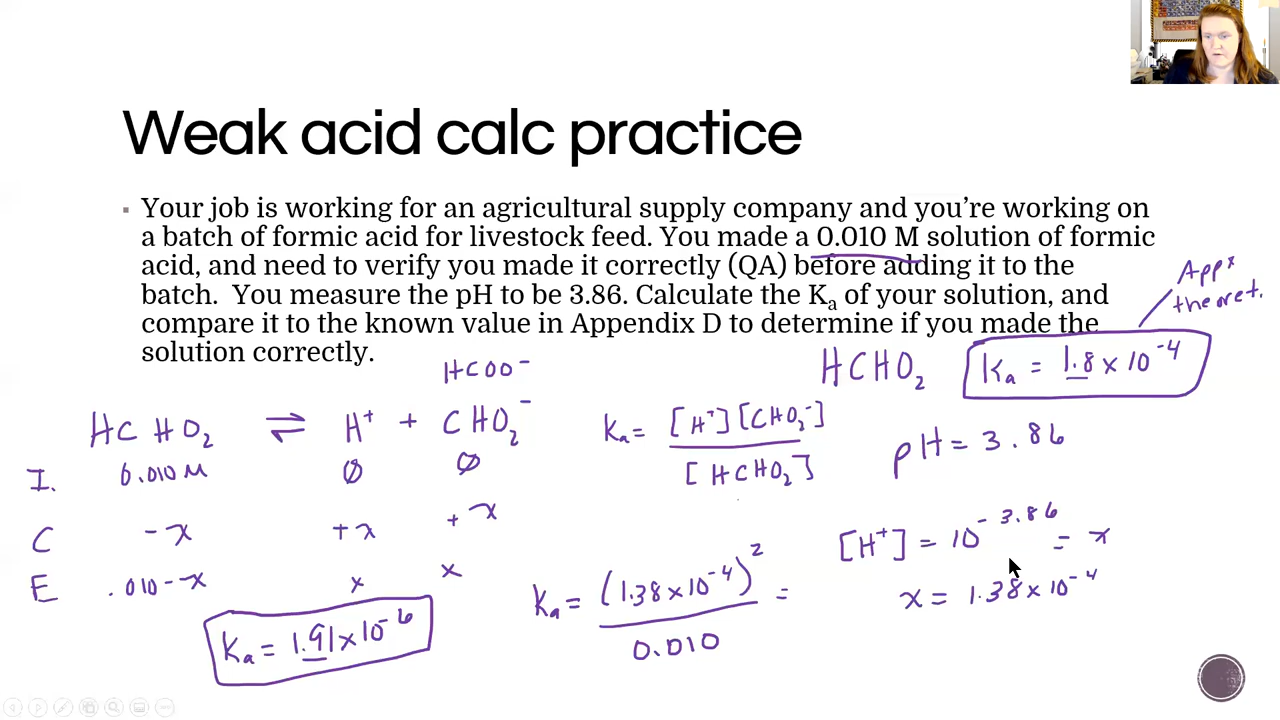 Weak acid calc practice
▪ Your job is working for an agricultural supply company and you’re working on
a batch of formic acid for livestock feed. You made a 0.010 M solution of formic
acid, and need to verify you made it correctly (QA) before adding it to the
batch.  You measure the pH to be 3.86. Calculate the Kₐ of your solution, and
compare it to the known value in Appendix D to determine if you made the
solution correctly.
Appˣ
theoret.
HCHO₂
Kₐ = 1.8 x 10⁻⁴
HCOO⁻
HCHO₂ ⇌ H⁺ + CHO₂⁻
I. 0.010 M ∅ ∅
C -x +x +x
E .010-x x x
Kₐ = [H⁺][CHO₂⁻]
[HCHO₂]
pH = 3.86
[H⁺] = 10⁻³·⁸⁶ = x
x = 1.38 x 10⁻⁴
Kₐ = (1.38 x 10⁻⁴)² =
0.010
Kₐ = 1.91 x 10⁻⁶